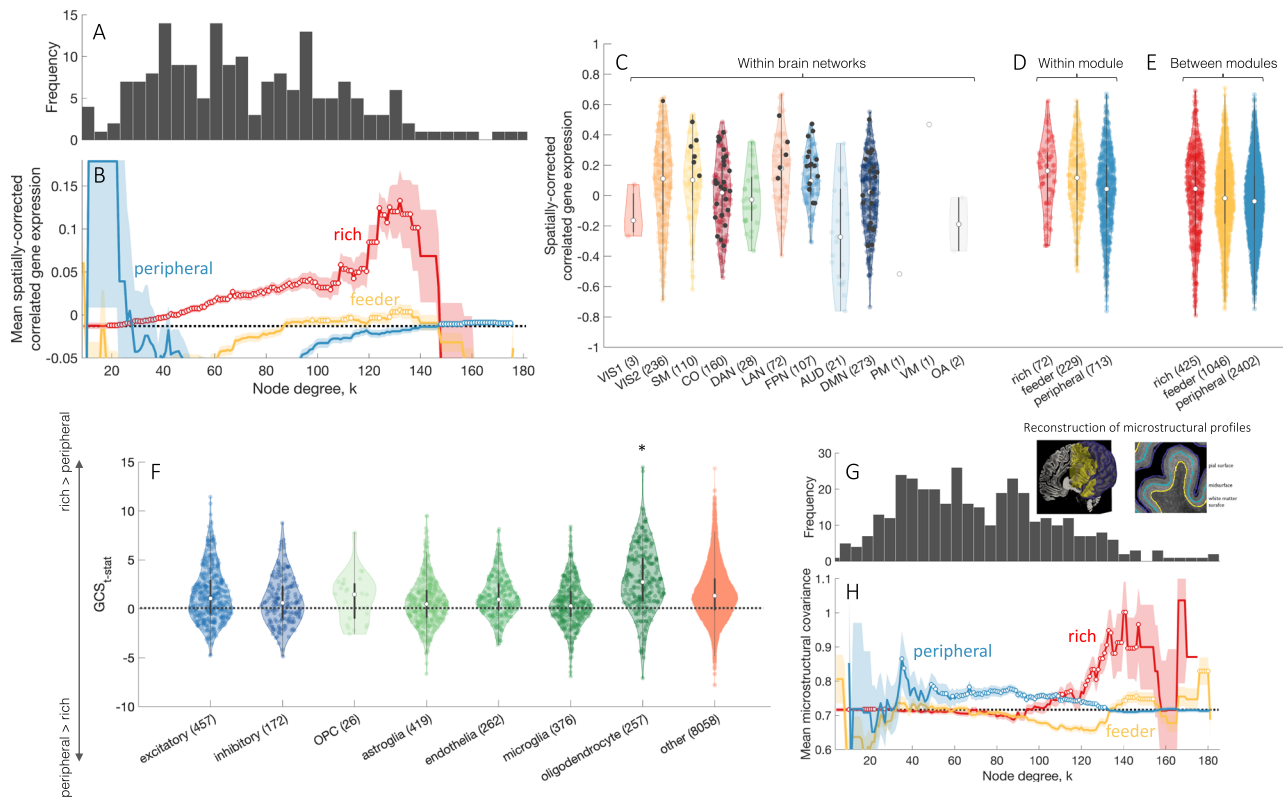 A
Frequency
15
10
5
0
B
Mean spatially-corrected
correlated gene expression
0.15
0.1
0.05
0
-0.05
rich
peripheral
feeder
20 40 60 80 100 120 140 160 180
Node degree, k
C
Within brain networks
Spatially-corrected
correlated gene expression
1
0.8
0.6
0.4
0.2
0
-0.2
-0.4
-0.6
-0.8
-1
VIS1 (3)
VIS2 (236)
SM (110)
CO (160)
DAN (28)
LAN (72)
FPN (107)
AUD (21)
DMN (273)
PM (1)
VM (1)
OA (2)
D
Within module
rich (72)
feeder (229)
peripheral (713)
E
Between modules
rich (425)
feeder (1046)
peripheral (2402)
rich > peripheral
peripheral > rich
F
*
GCSt-stat
15
10
5
0
-5
-10
excitatory (457)
inhibitory (172)
OPC (26)
astroglia (419)
endothelia (262)
microglia (376)
oligodendrocyte (257)
other (8058)
Reconstruction of microstructural profiles
pial surface
midsurface
white matter
surafce
G
Frequency
30
20
10
0
H
Mean microstructural covariance
1.1
1
0.9
0.8
0.7
0.6
rich
peripheral
feeder
20 40 60 80 100 120 140 160 180
Node degree, k